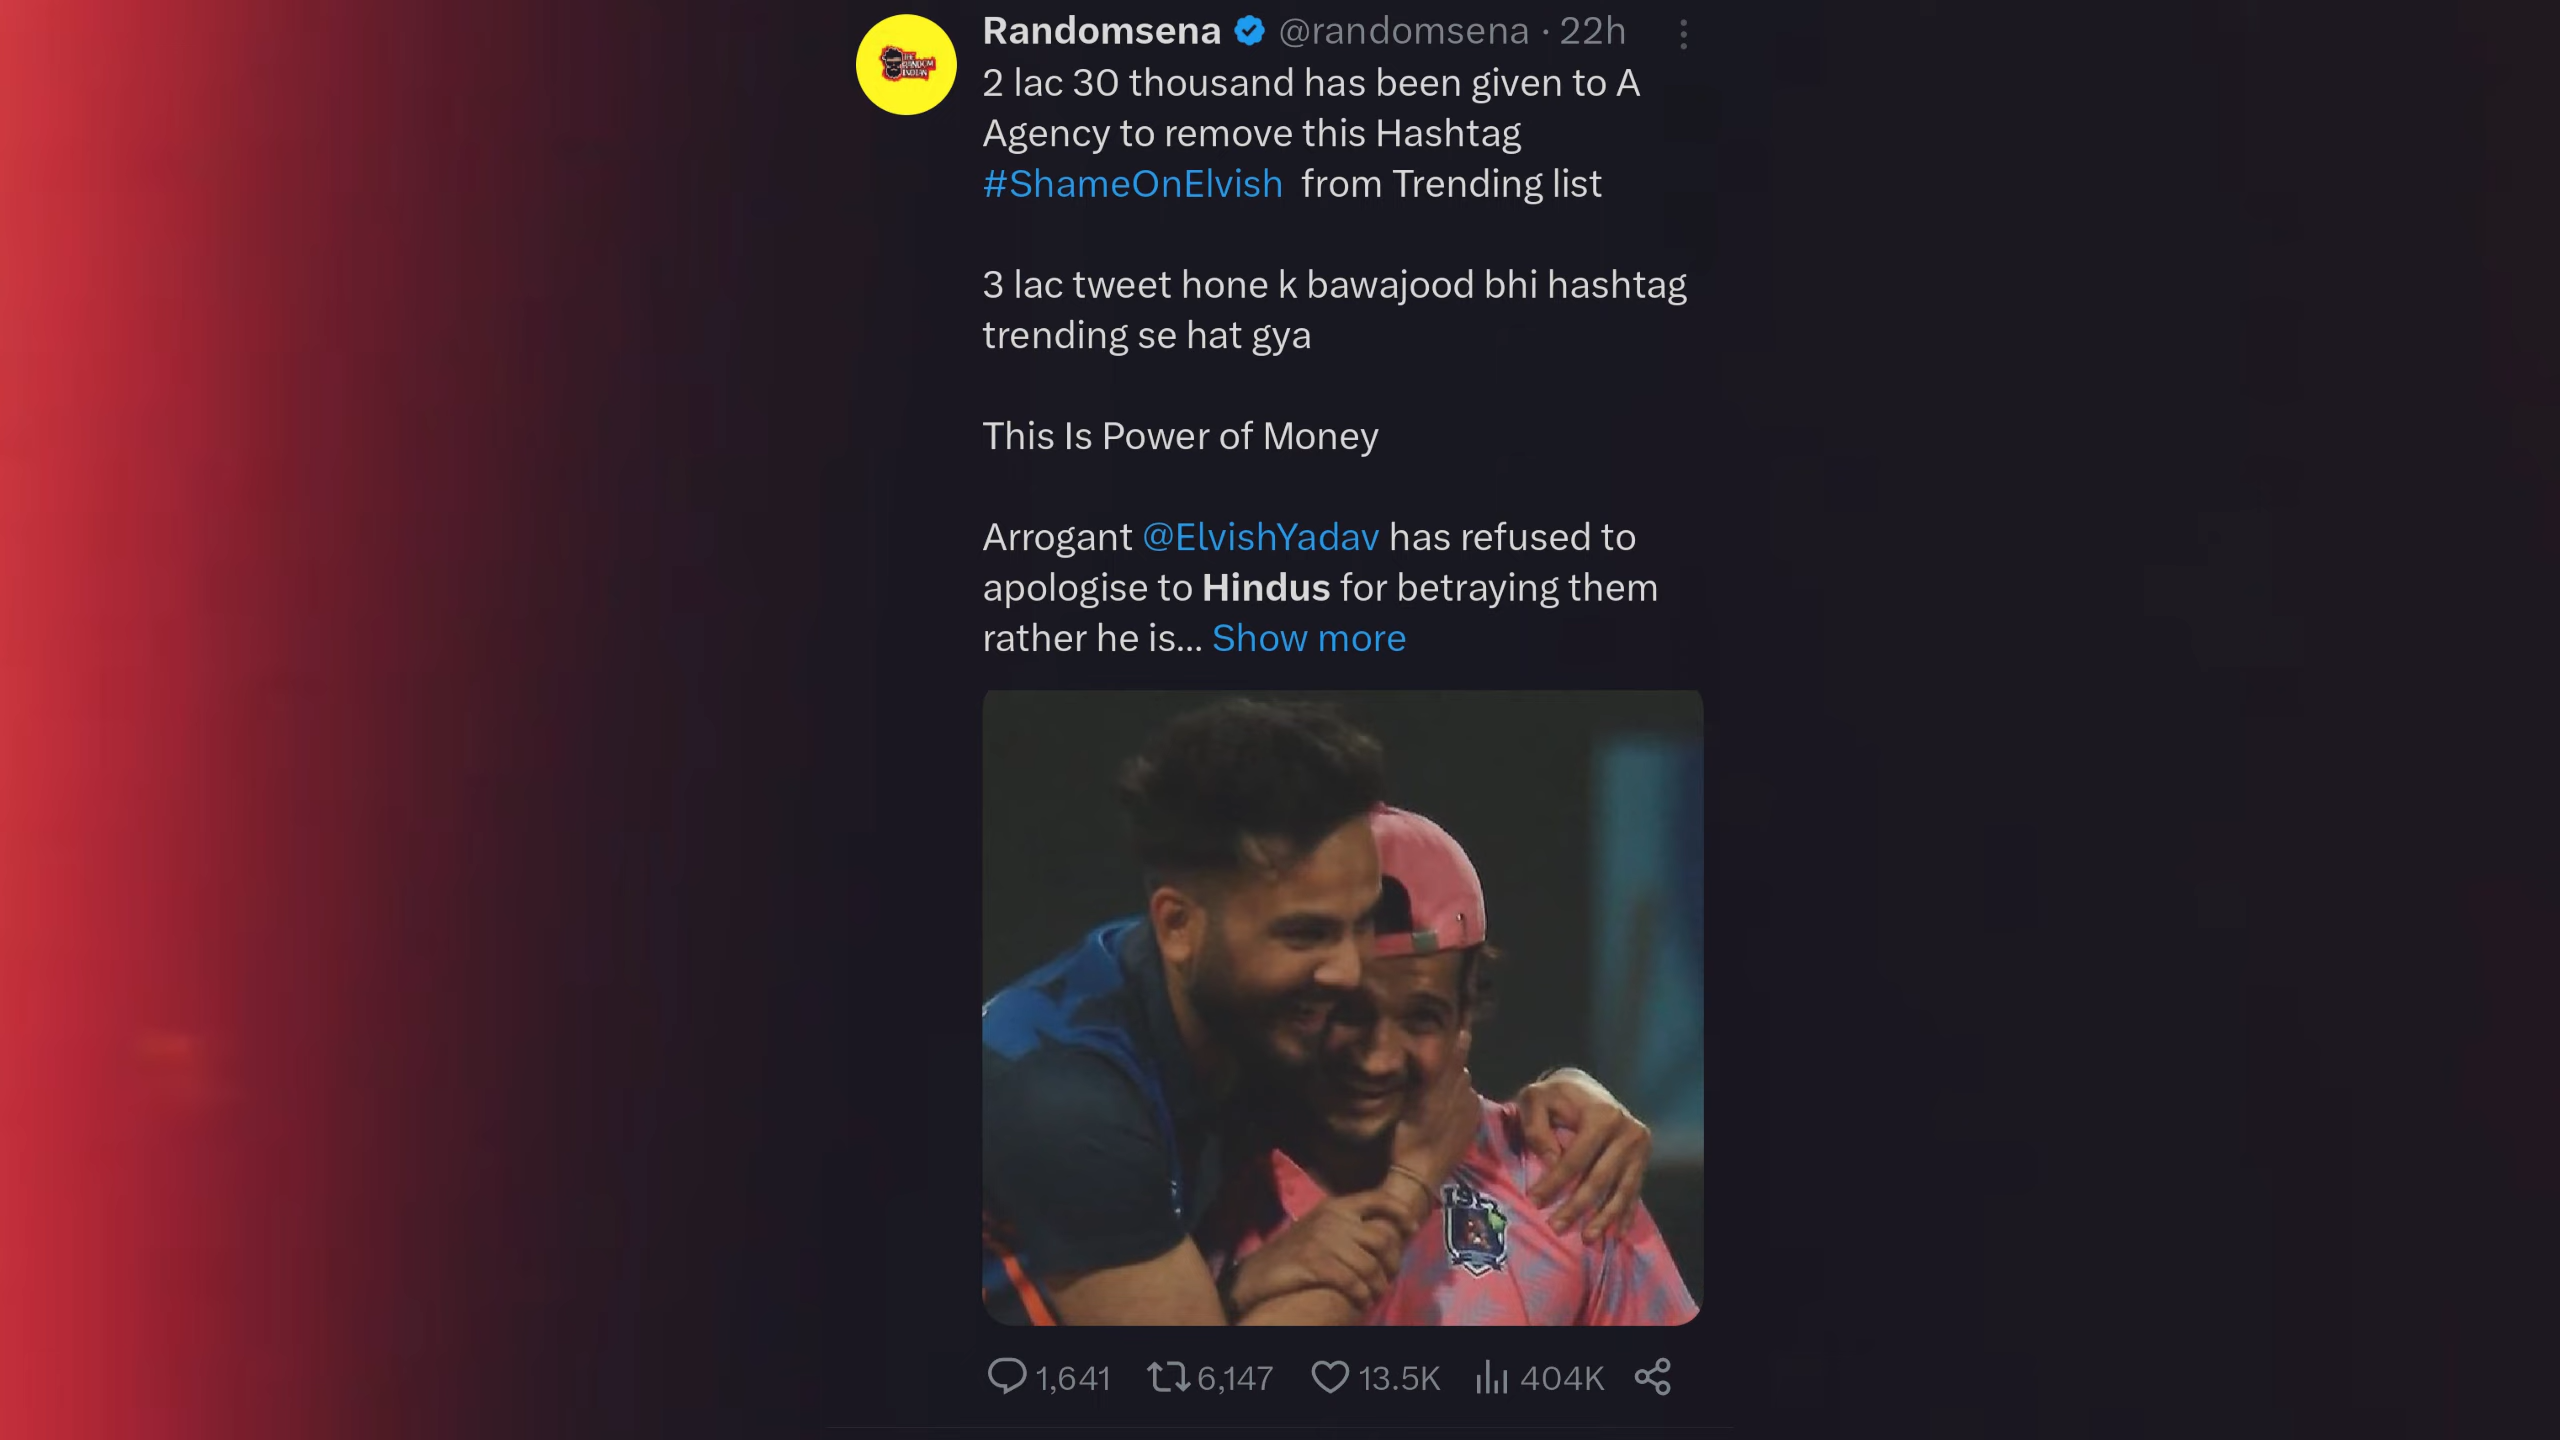 Randomsena @randomsena · 22h
2 lac 30 thousand has been given to A
Agency to remove this Hashtag
#ShameOnElvish from Trending list
3 lac tweet hone k bawajood bhi hashtag
trending se hat gya
This Is Power of Money
Arrogant @ElvishYadav has refused to
apologise to Hindus for betraying them
rather he is... Show more
THE
RANDOM
INDIAN
1,641 6,147 13.5K 404K